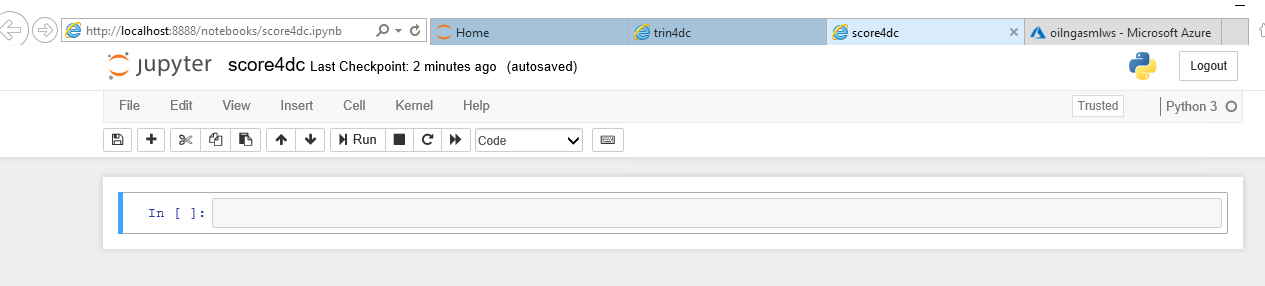 http://localhost:8888/notebooks/score4dc.ipynb Home trin4dc score4dc oilngasmlws - Microsoft Azure
jupyter score4dc Last Checkpoint: 2 minutes ago (autosaved) Logout
File Edit View Insert Cell Kernel Help Trusted Python 3
Run Code
In [ ]: